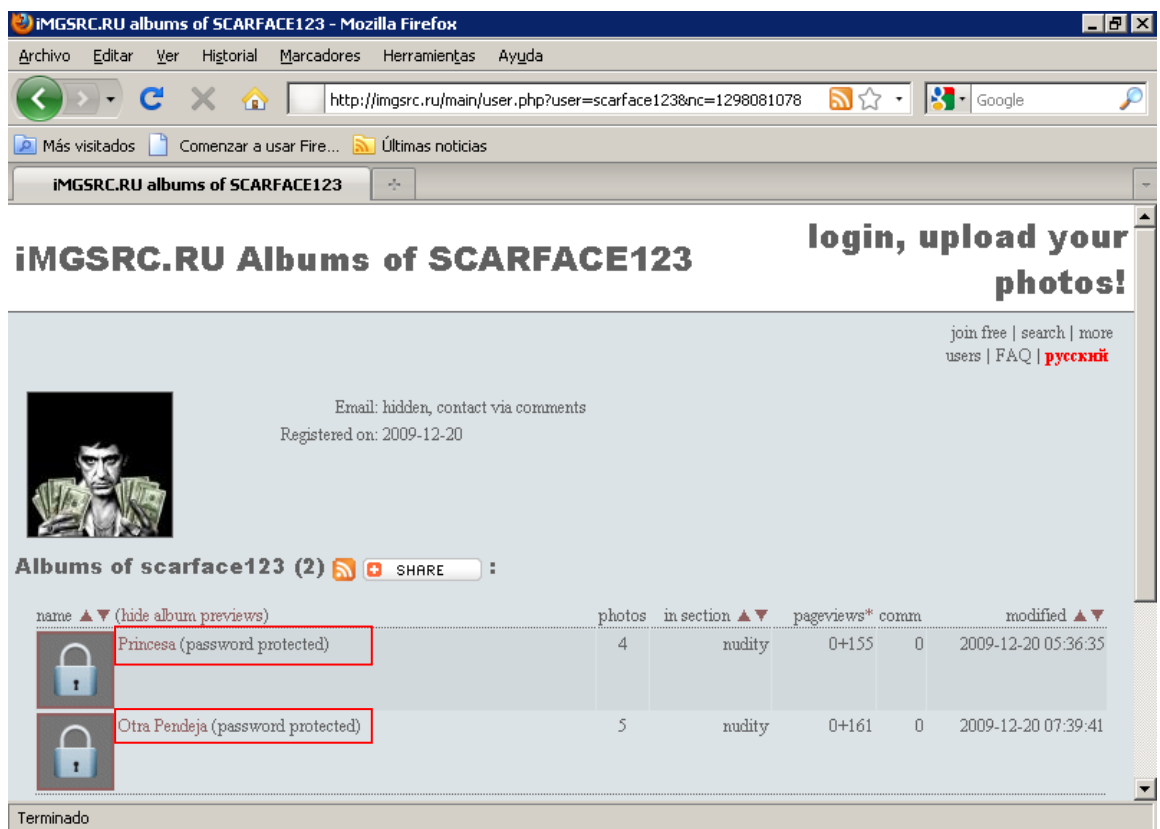 iMGSRC.RU albums of SCARFACE123 - Mozilla Firefox
Archivo Editar Ver Historial Marcadores Herramientas Ayuda
http://imgsrc.ru/main/user.php?user=scarface123&nc=1298081078 Google
Más visitados Comenzar a usar Fire... Últimas noticias
iMGSRC.RU albums of SCARFACE123
iMGSRC.RU Albums of SCARFACE123
login, upload your
photos!
join free | search | more
users | FAQ | русский
Email: hidden, contact via comments
Registered on: 2009-12-20
Albums of scarface123 (2) SHARE :
name ▲▼ (hide album previews) photos in section ▲▼ pageviews* comm modified ▲▼
Princesa (password protected) 4 nudity 0+155 0 2009-12-20 05:36:35
Otra Pendeja (password protected) 5 nudity 0+161 0 2009-12-20 07:39:41
Terminado